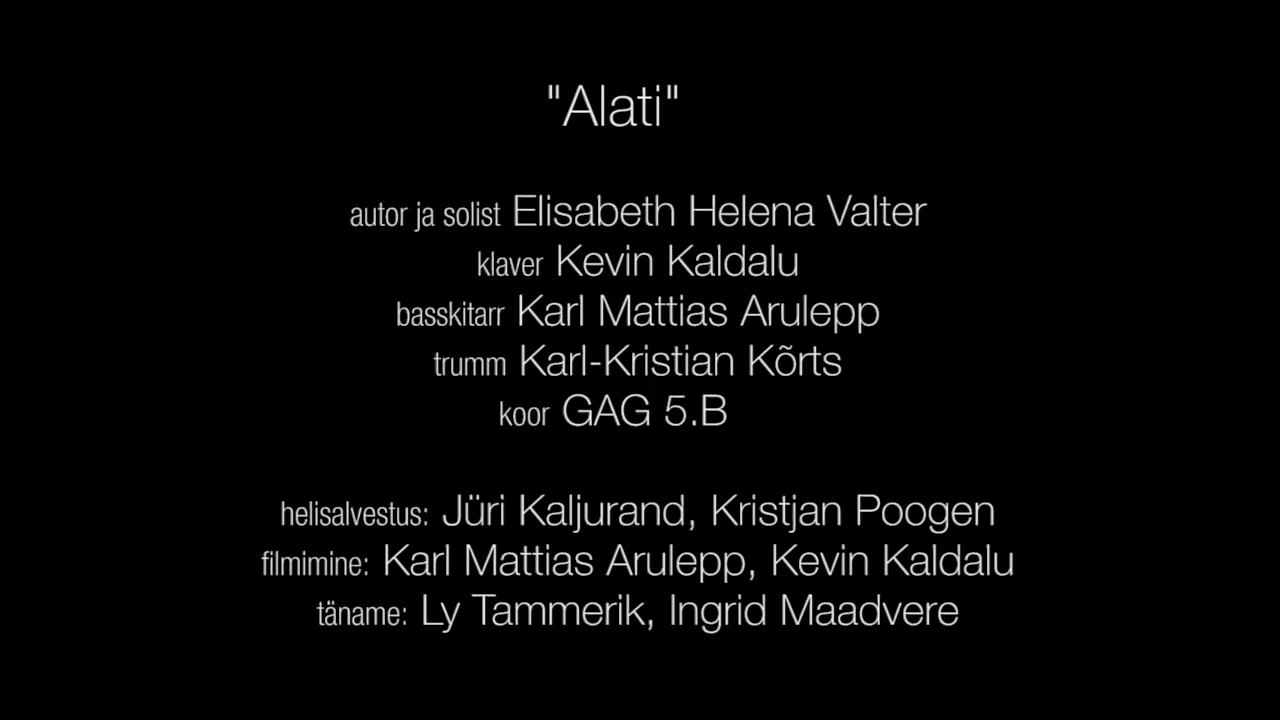 "Alati"
autor ja solist Elisabeth Helena Valter
klaver Kevin Kaldalu
basskitarr Karl Mattias Arulepp
trumm Karl-Kristian Kõrts
koor GAG 5.B
helisalvestus: Jüri Kaljurand, Kristjan Poogen
filmimine: Karl Mattias Arulepp, Kevin Kaldalu
täname: Ly Tammerik, Ingrid Maadvere